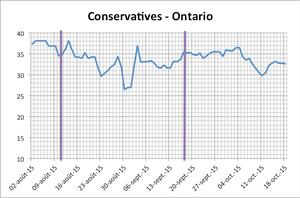 Conservatives - Ontario
40
35
30
25
20
15
10
02-août-15
09-août-15
16-août-15
23-août-15
30-août-15
06-sept.-15
13-sept.-15
20-sept.-15
27-sept.-15
04-oct.-15
11-oct.-15
18-oct.-15